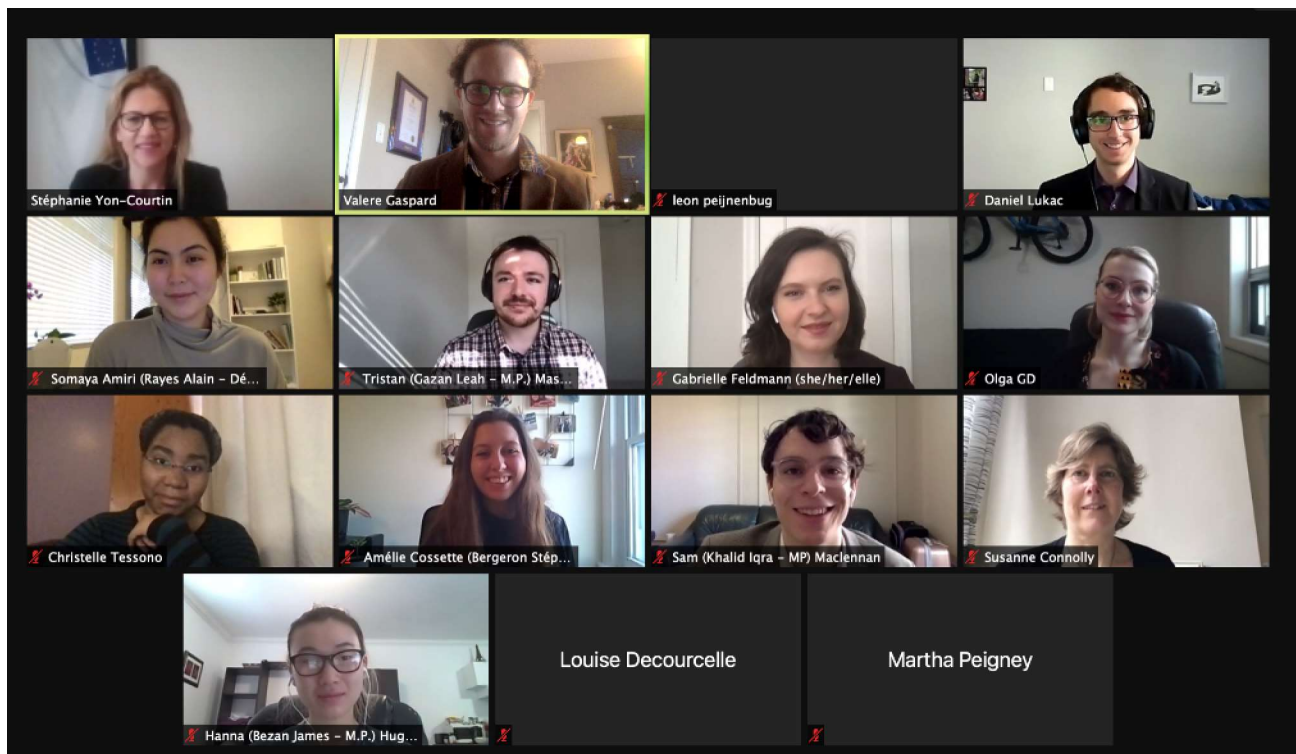 Stéphanie Yon-Courtin
Valere Gaspard
leon peijnenbug
Daniel Lukac
Somaya Amiri (Rayes Alain - Dé...
Tristan (Gazan Leah - M.P.) Mas...
Gabrielle Feldmann (she/her/elle)
Olga GD
Christelle Tessono
Amélie Cossette (Bergeron Stép...
Sam (Khalid Iqra - MP) Maclennan
Susanne Connolly
Hanna (Bezan James - M.P.) Hug...
Louise Decourcelle
Martha Peigney